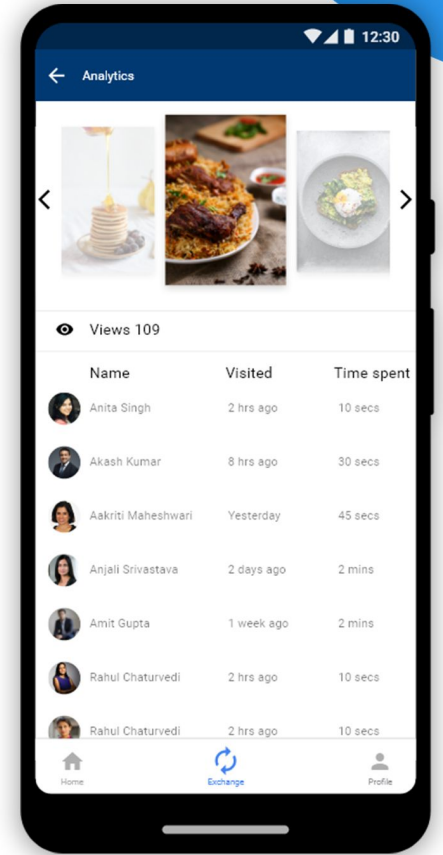 12:30
Analytics
Views 109
Name Visited Time spent
Anita Singh 2 hrs ago 10 secs
Akash Kumar 8 hrs ago 30 secs
Aakriti Maheshwari Yesterday 45 secs
Anjali Srivastava 2 days ago 2 mins
Amit Gupta 1 week ago 2 mins
Rahul Chaturvedi 2 hrs ago 10 secs
Rahul Chaturvedi 2 hrs ago 10 secs
Home Exchange Profile